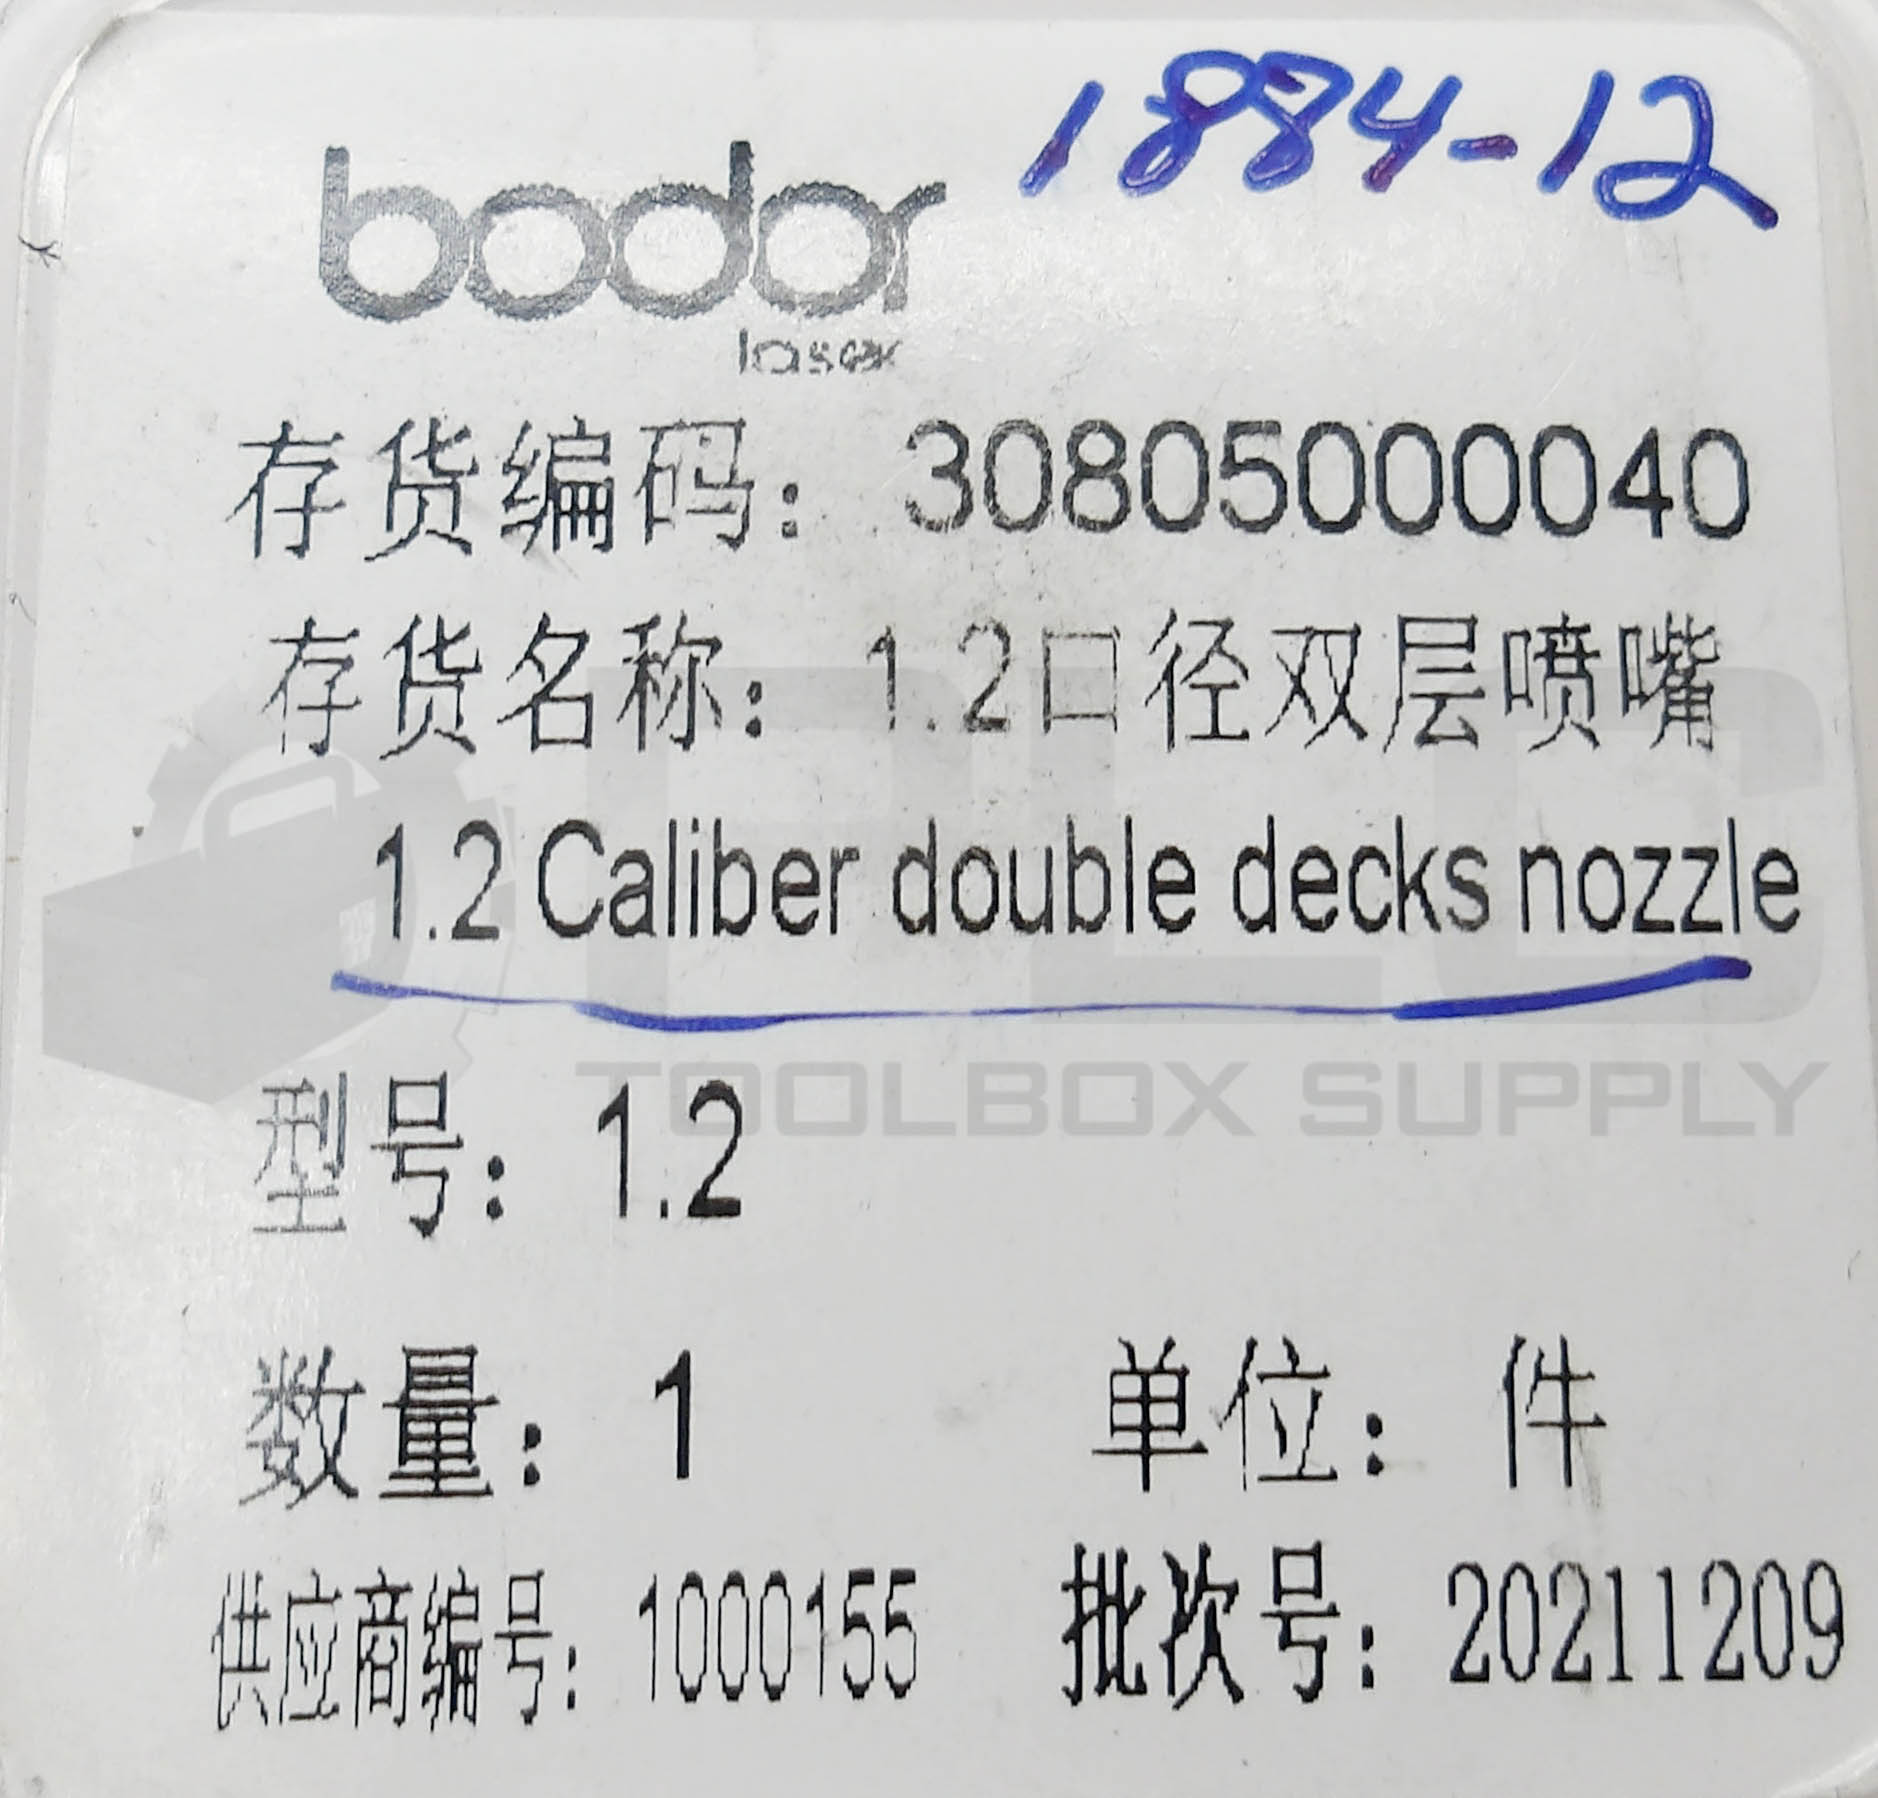 1884-12
bodor
laser
存货编码：30805000040
存货名称：1.2口径双层喷嘴
1.2 Caliber double decks nozzle
PLC
TOOLBOX SUPPLY
型号：1.2
数量：1 单位：件
供应商编号：1000155 批次号：20211209